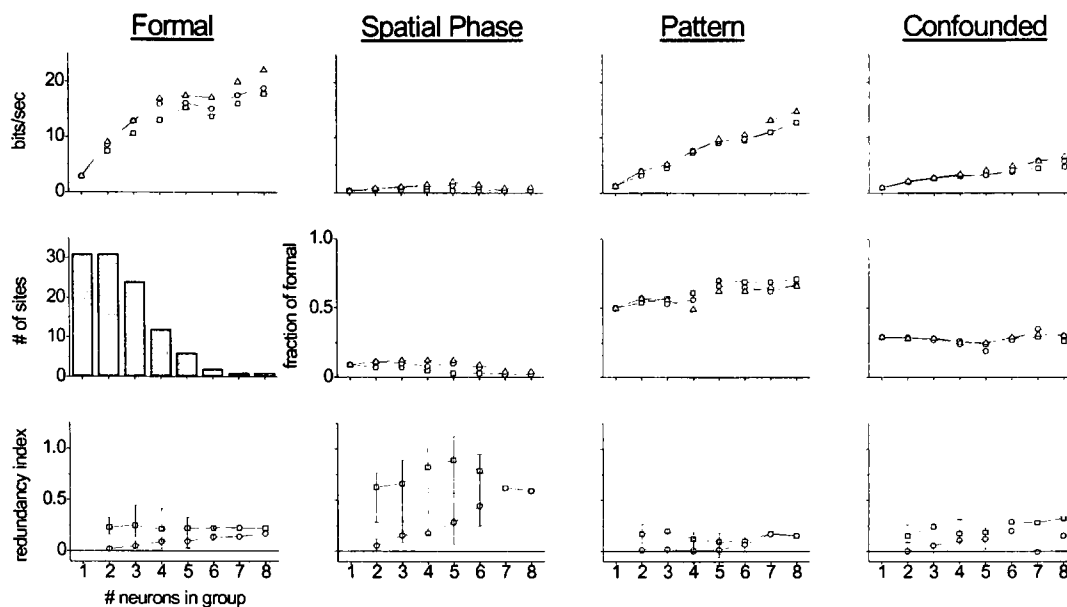 Formal
Spatial Phase
Pattern
Confounded
bits/sec
20
10
0
# of sites
30
20
10
0
fraction of formal
1.0
0.5
0
redundancy index
1.0
0.5
0
1 2 3 4 5 6 7 8
1 2 3 4 5 6 7 8
1 2 3 4 5 6 7 8
1 2 3 4 5 6 7 8
# neurons in group